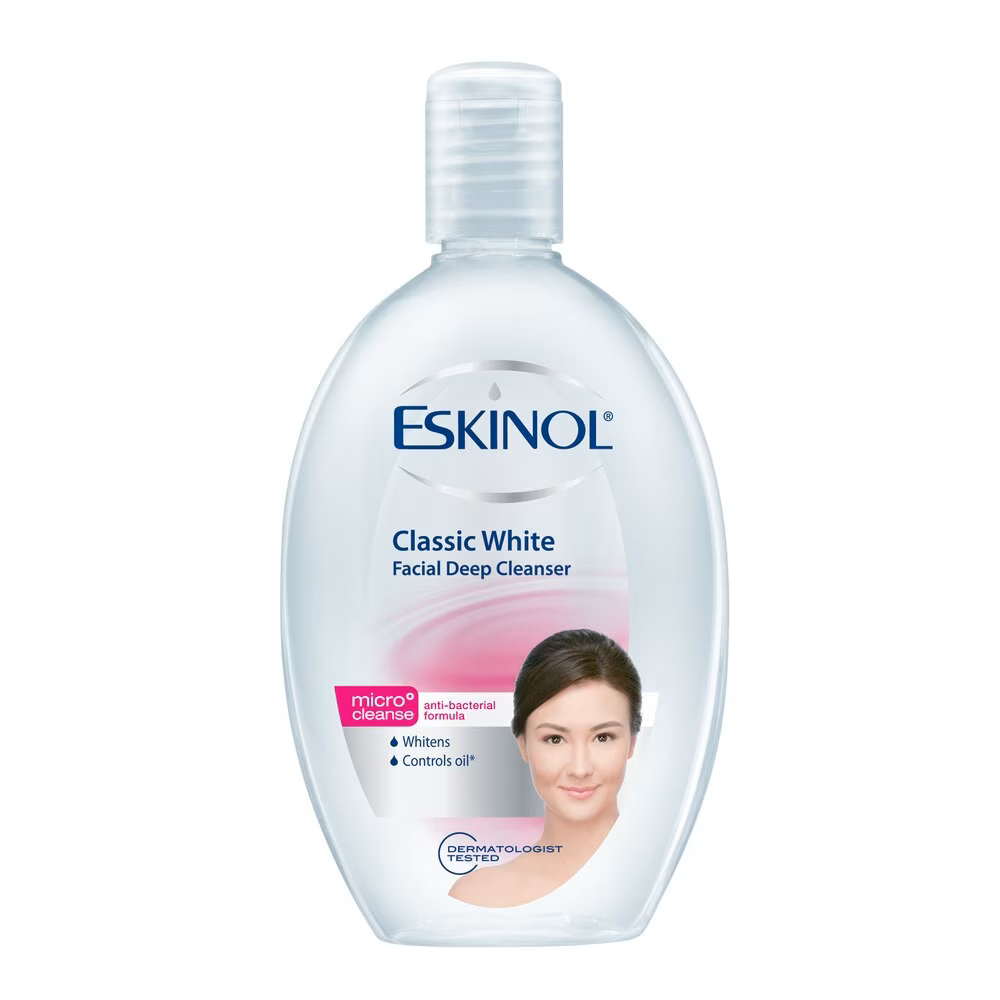 ESKINOL®
Classic White
Facial Deep Cleanser
micro°
cleanse
anti-bacterial
formula
Whitens
Controls oil*
DERMATOLOGIST
TESTED